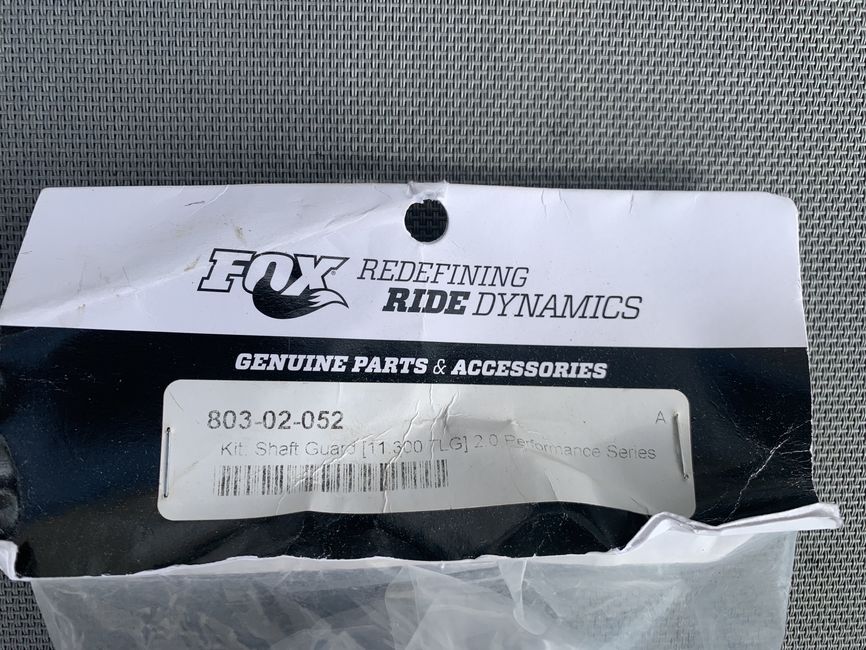 FOX REDEFINING
RIDE DYNAMICS
GENUINE PARTS & ACCESSORIES
803-02-052 A
Kit. Shaft Guard [11.300 TLG] 2.0 Performance Series